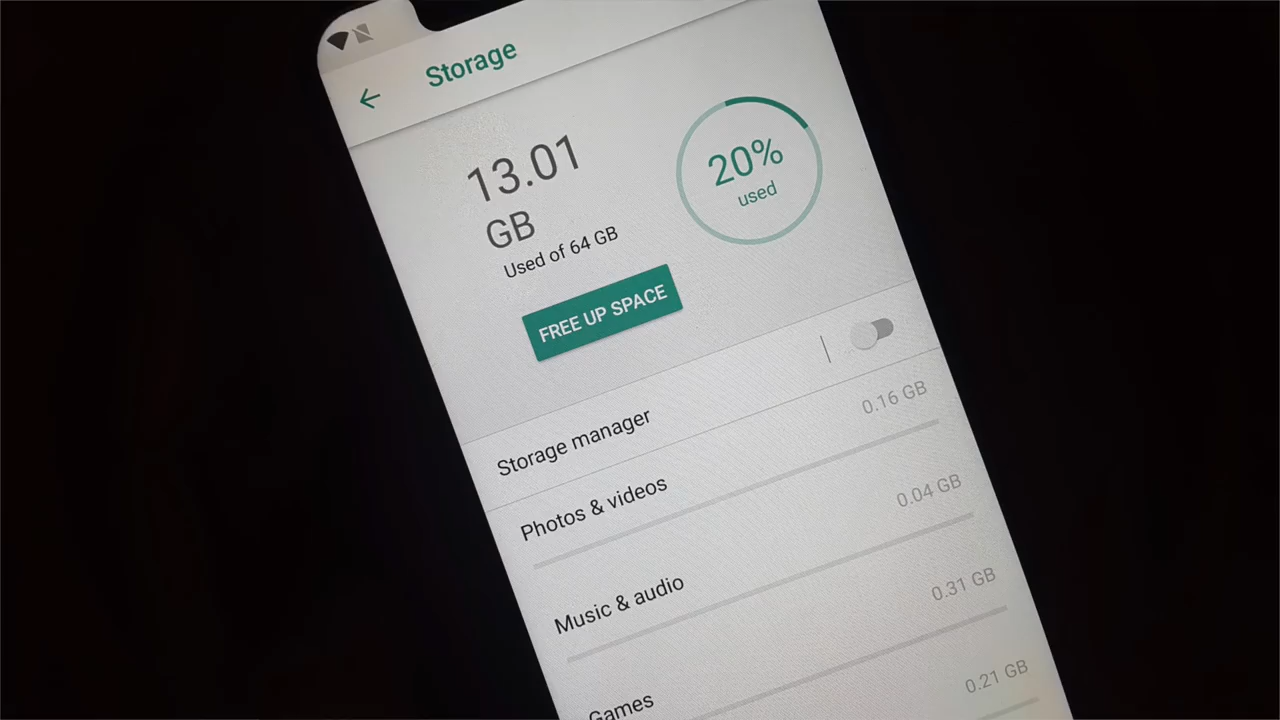 Storage
13.01
GB
Used of 64 GB
20%
used
FREE UP SPACE
Storage manager
Photos & videos
0.16 GB
Music & audio
0.04 GB
Games
0.31 GB
0.21 GB